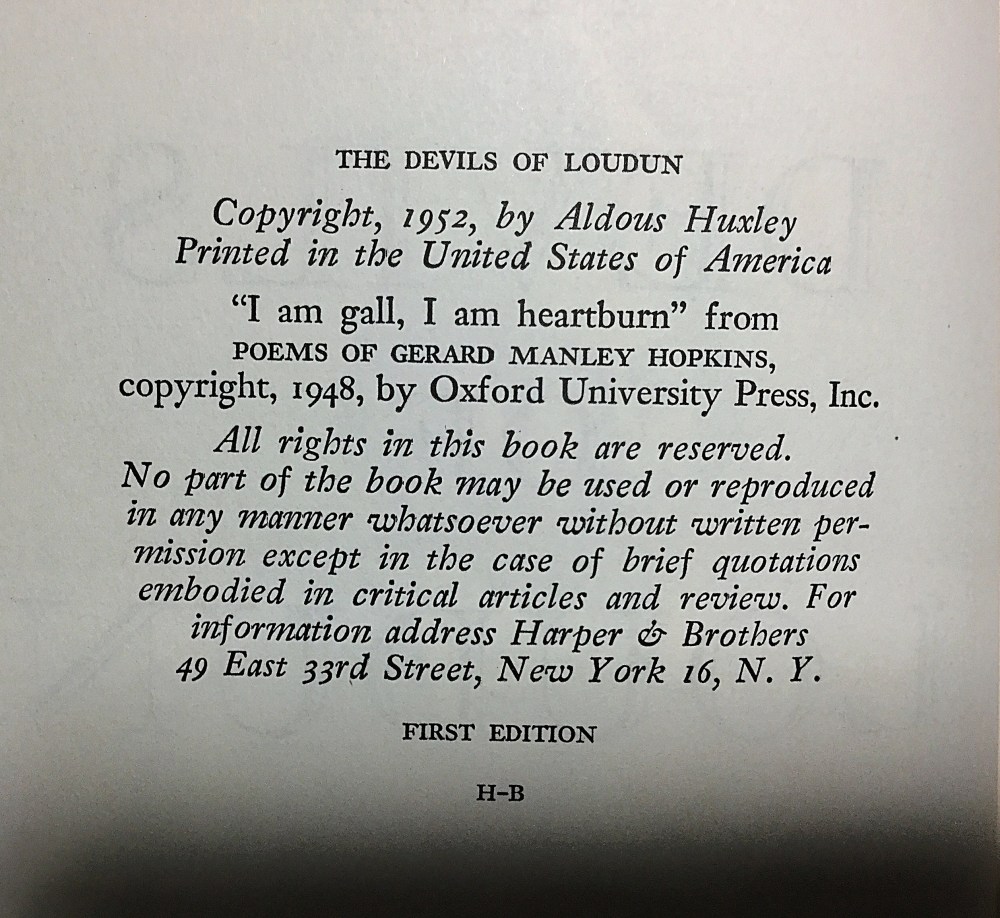 THE DEVILS OF LOUDUN
Copyright, 1952, by Aldous Huxley
Printed in the United States of America
“I am gall, I am heartburn” from
POEMS OF GERARD MANLEY HOPKINS,
copyright, 1948, by Oxford University Press, Inc.
All rights in this book are reserved.
No part of the book may be used or reproduced
in any manner whatsoever without written per-
mission except in the case of brief quotations
embodied in critical articles and review. For
information address Harper & Brothers
49 East 33rd Street, New York 16, N. Y.
FIRST EDITION
H-B